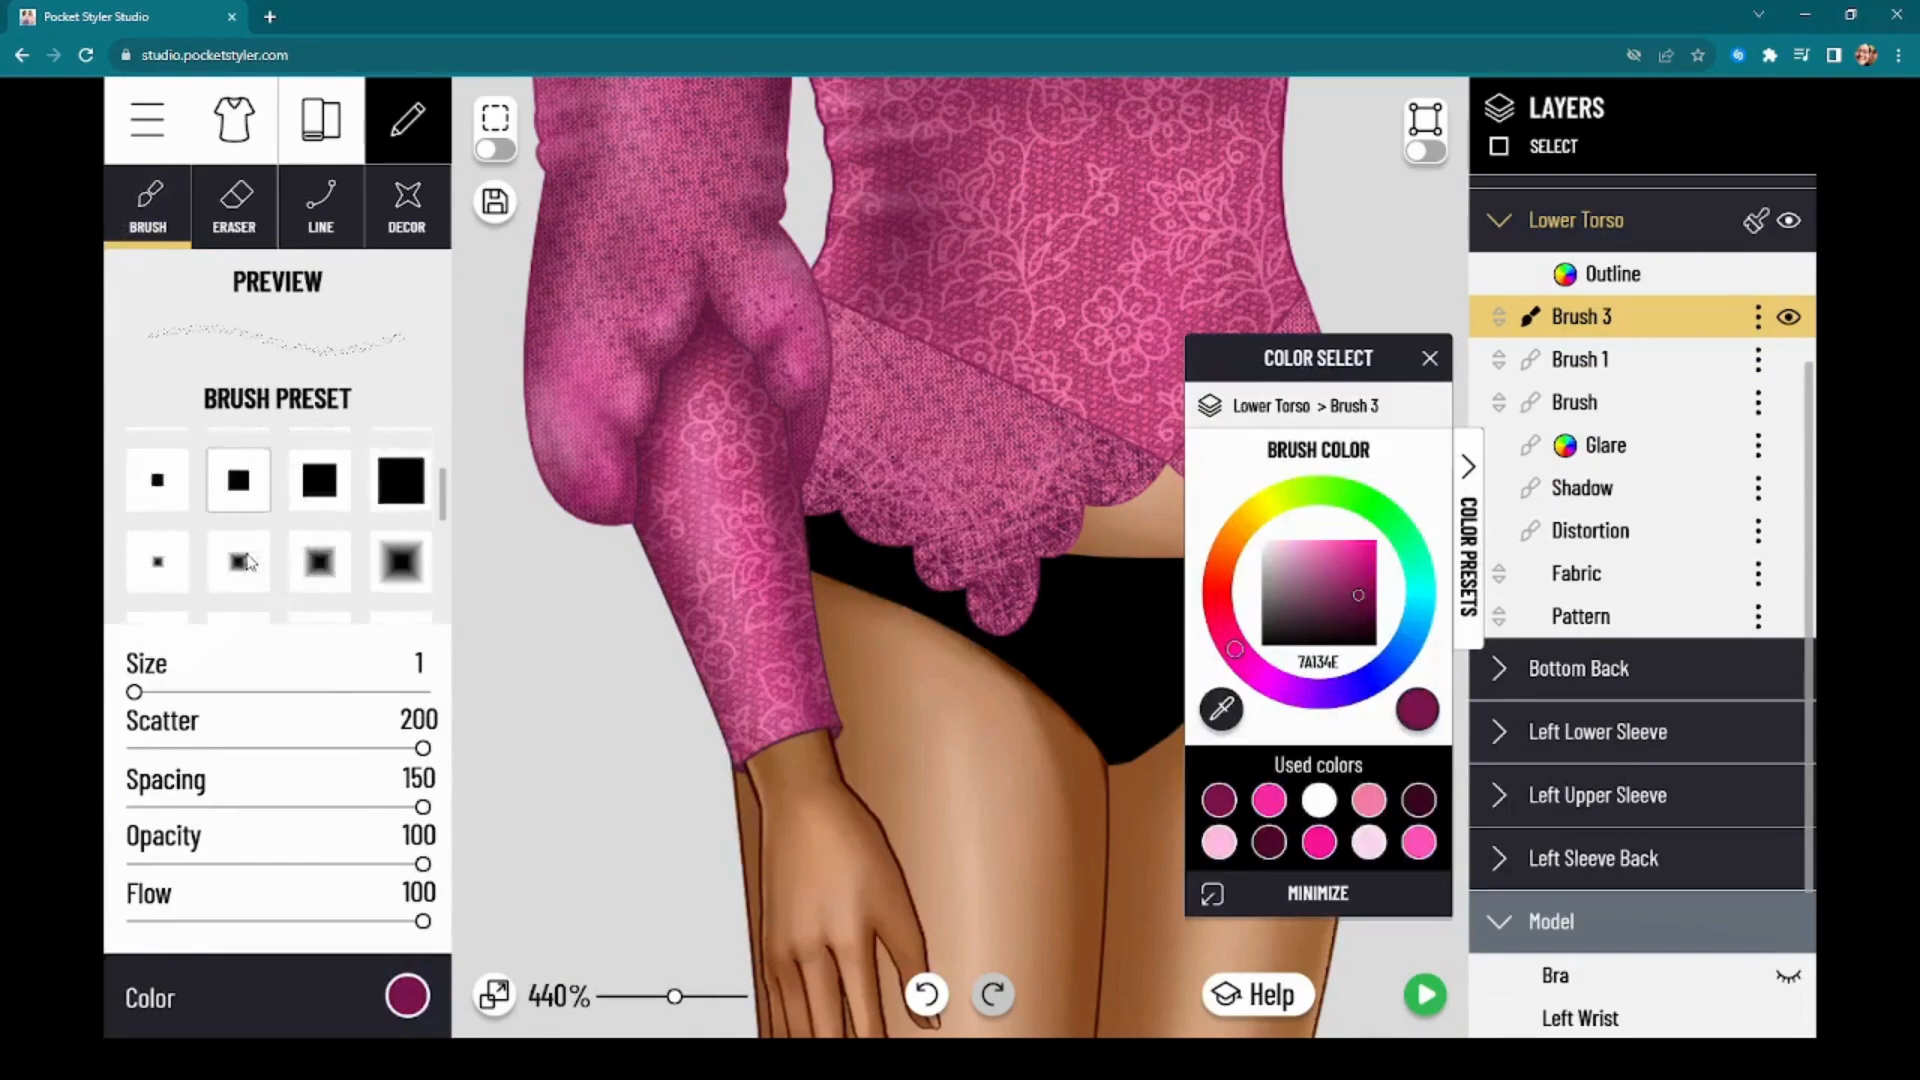 Pocket Styler Studio
studio.pocketstyler.com
BRUSH
ERASER
LINE
DECOR
PREVIEW
BRUSH PRESET
Size 1
Scatter 200
Spacing 150
Opacity 100
Flow 100
Color
440%
Help
COLOR SELECT
Lower Torso > Brush 3
BRUSH COLOR
7A134E
Used colors
MINIMIZE
COLOR PRESETS
LAYERS
SELECT
Lower Torso
Outline
Brush 3
Brush 1
Brush
Glare
Shadow
Distortion
Fabric
Pattern
Bottom Back
Left Lower Sleeve
Left Upper Sleeve
Left Sleeve Back
Model
Bra
Left Wrist